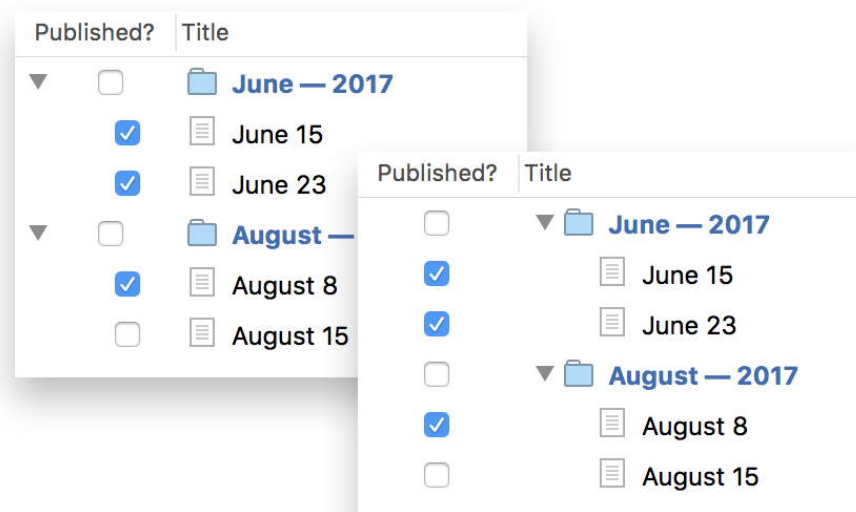 Published? Title
June — 2017
June 15
June 23
August —
August 8
August 15
Published? Title
June — 2017
June 15
June 23
August — 2017
August 8
August 15